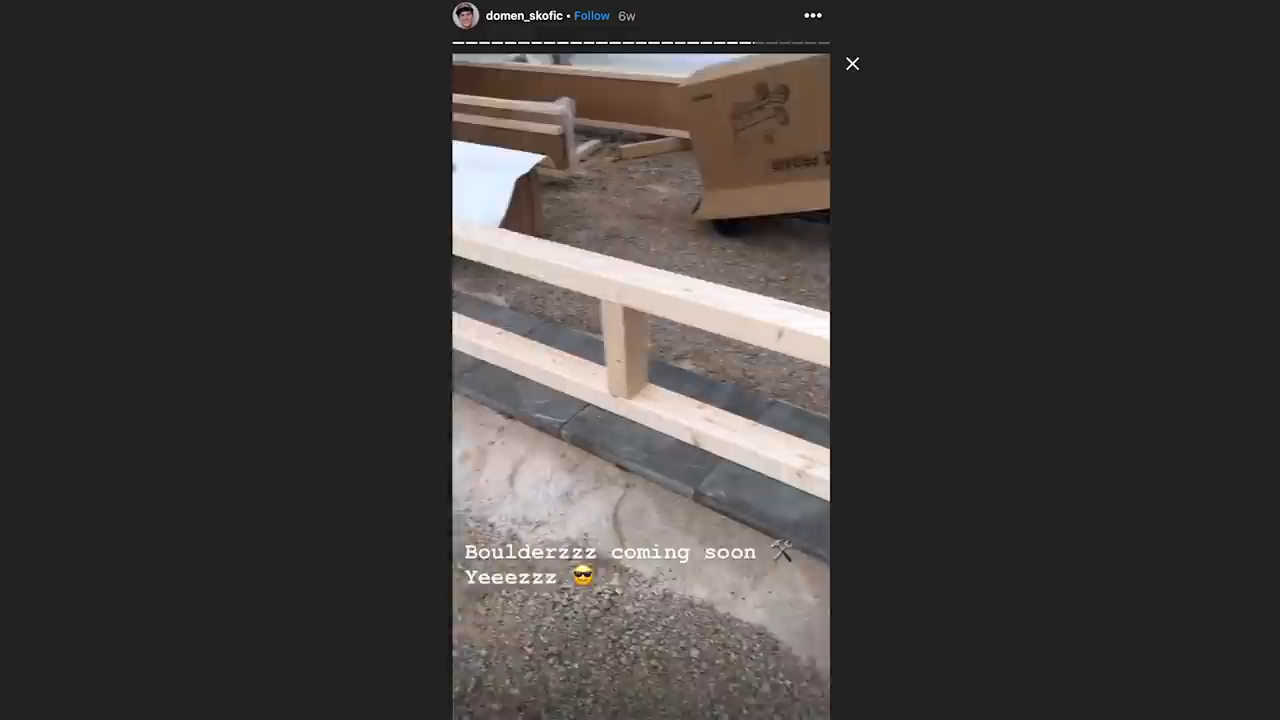 domen_skofic • Follow 6w
Boulderzzz coming soon 🛠
Yeeezzz 😎